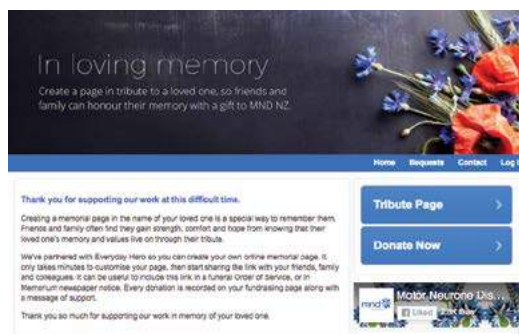 In loving memory
Create a page in tribute to a loved one, so friends and
family can honour their memory with a gift to MND NZ.
Home Bequests Contact Log
Thank you for supporting our work at this difficult time.
Creating a memorial page in the name of your loved one is a special way to remember them.
Friends and family often find they gain strength, comfort and hope from knowing that their
loved one's memory and values live on through their tribute.
We've partnered with Everyday Hero so you can create your own online memorial page. It
only takes minutes to customise your page, then start sharing the link with your friends, family
and colleagues. It can be useful to include this link in a funeral Order of Service, or in
Memorium newspaper notice. Every donation is recorded on your fundraising page along with
a message of support.
Thank you so much for supporting our work in memory of your loved one.
Tribute Page
Donate Now
mnd
Motor Neurone Dis...
Liked